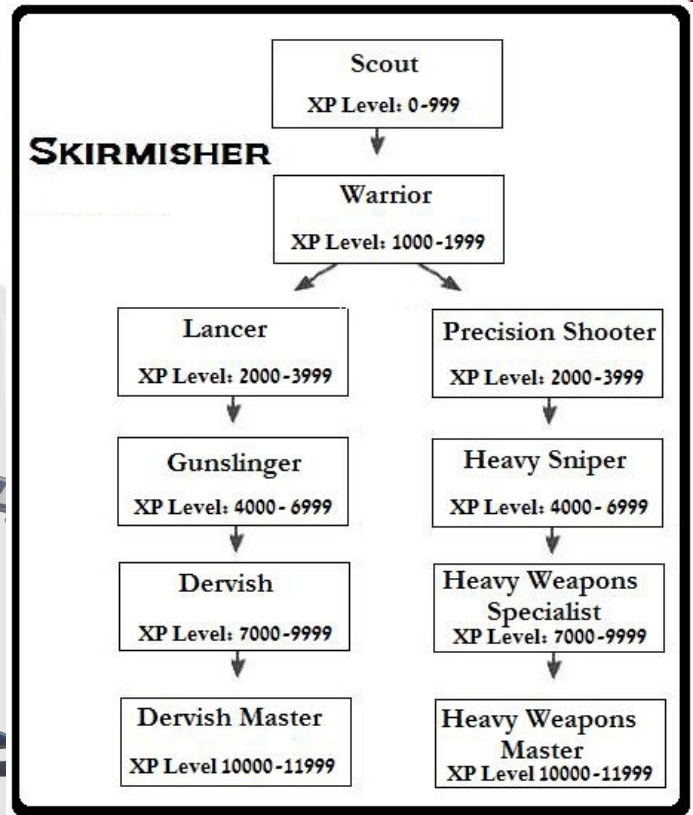 Scout
XP Level: 0-999
SKIRMISHER
Warrior
XP Level: 1000-1999
Lancer
XP Level: 2000-3999
Precision Shooter
XP Level: 2000-3999
Gunslinger
XP Level: 4000- 6999
Heavy Sniper
XP Level: 4000- 6999
Dervish
XP Level: 7000-9999
Heavy Weapons
Specialist
XP Level: 7000-9999
Dervish Master
XP Level 10000-11999
Heavy Weapons
Master
XP Level 10000-11999